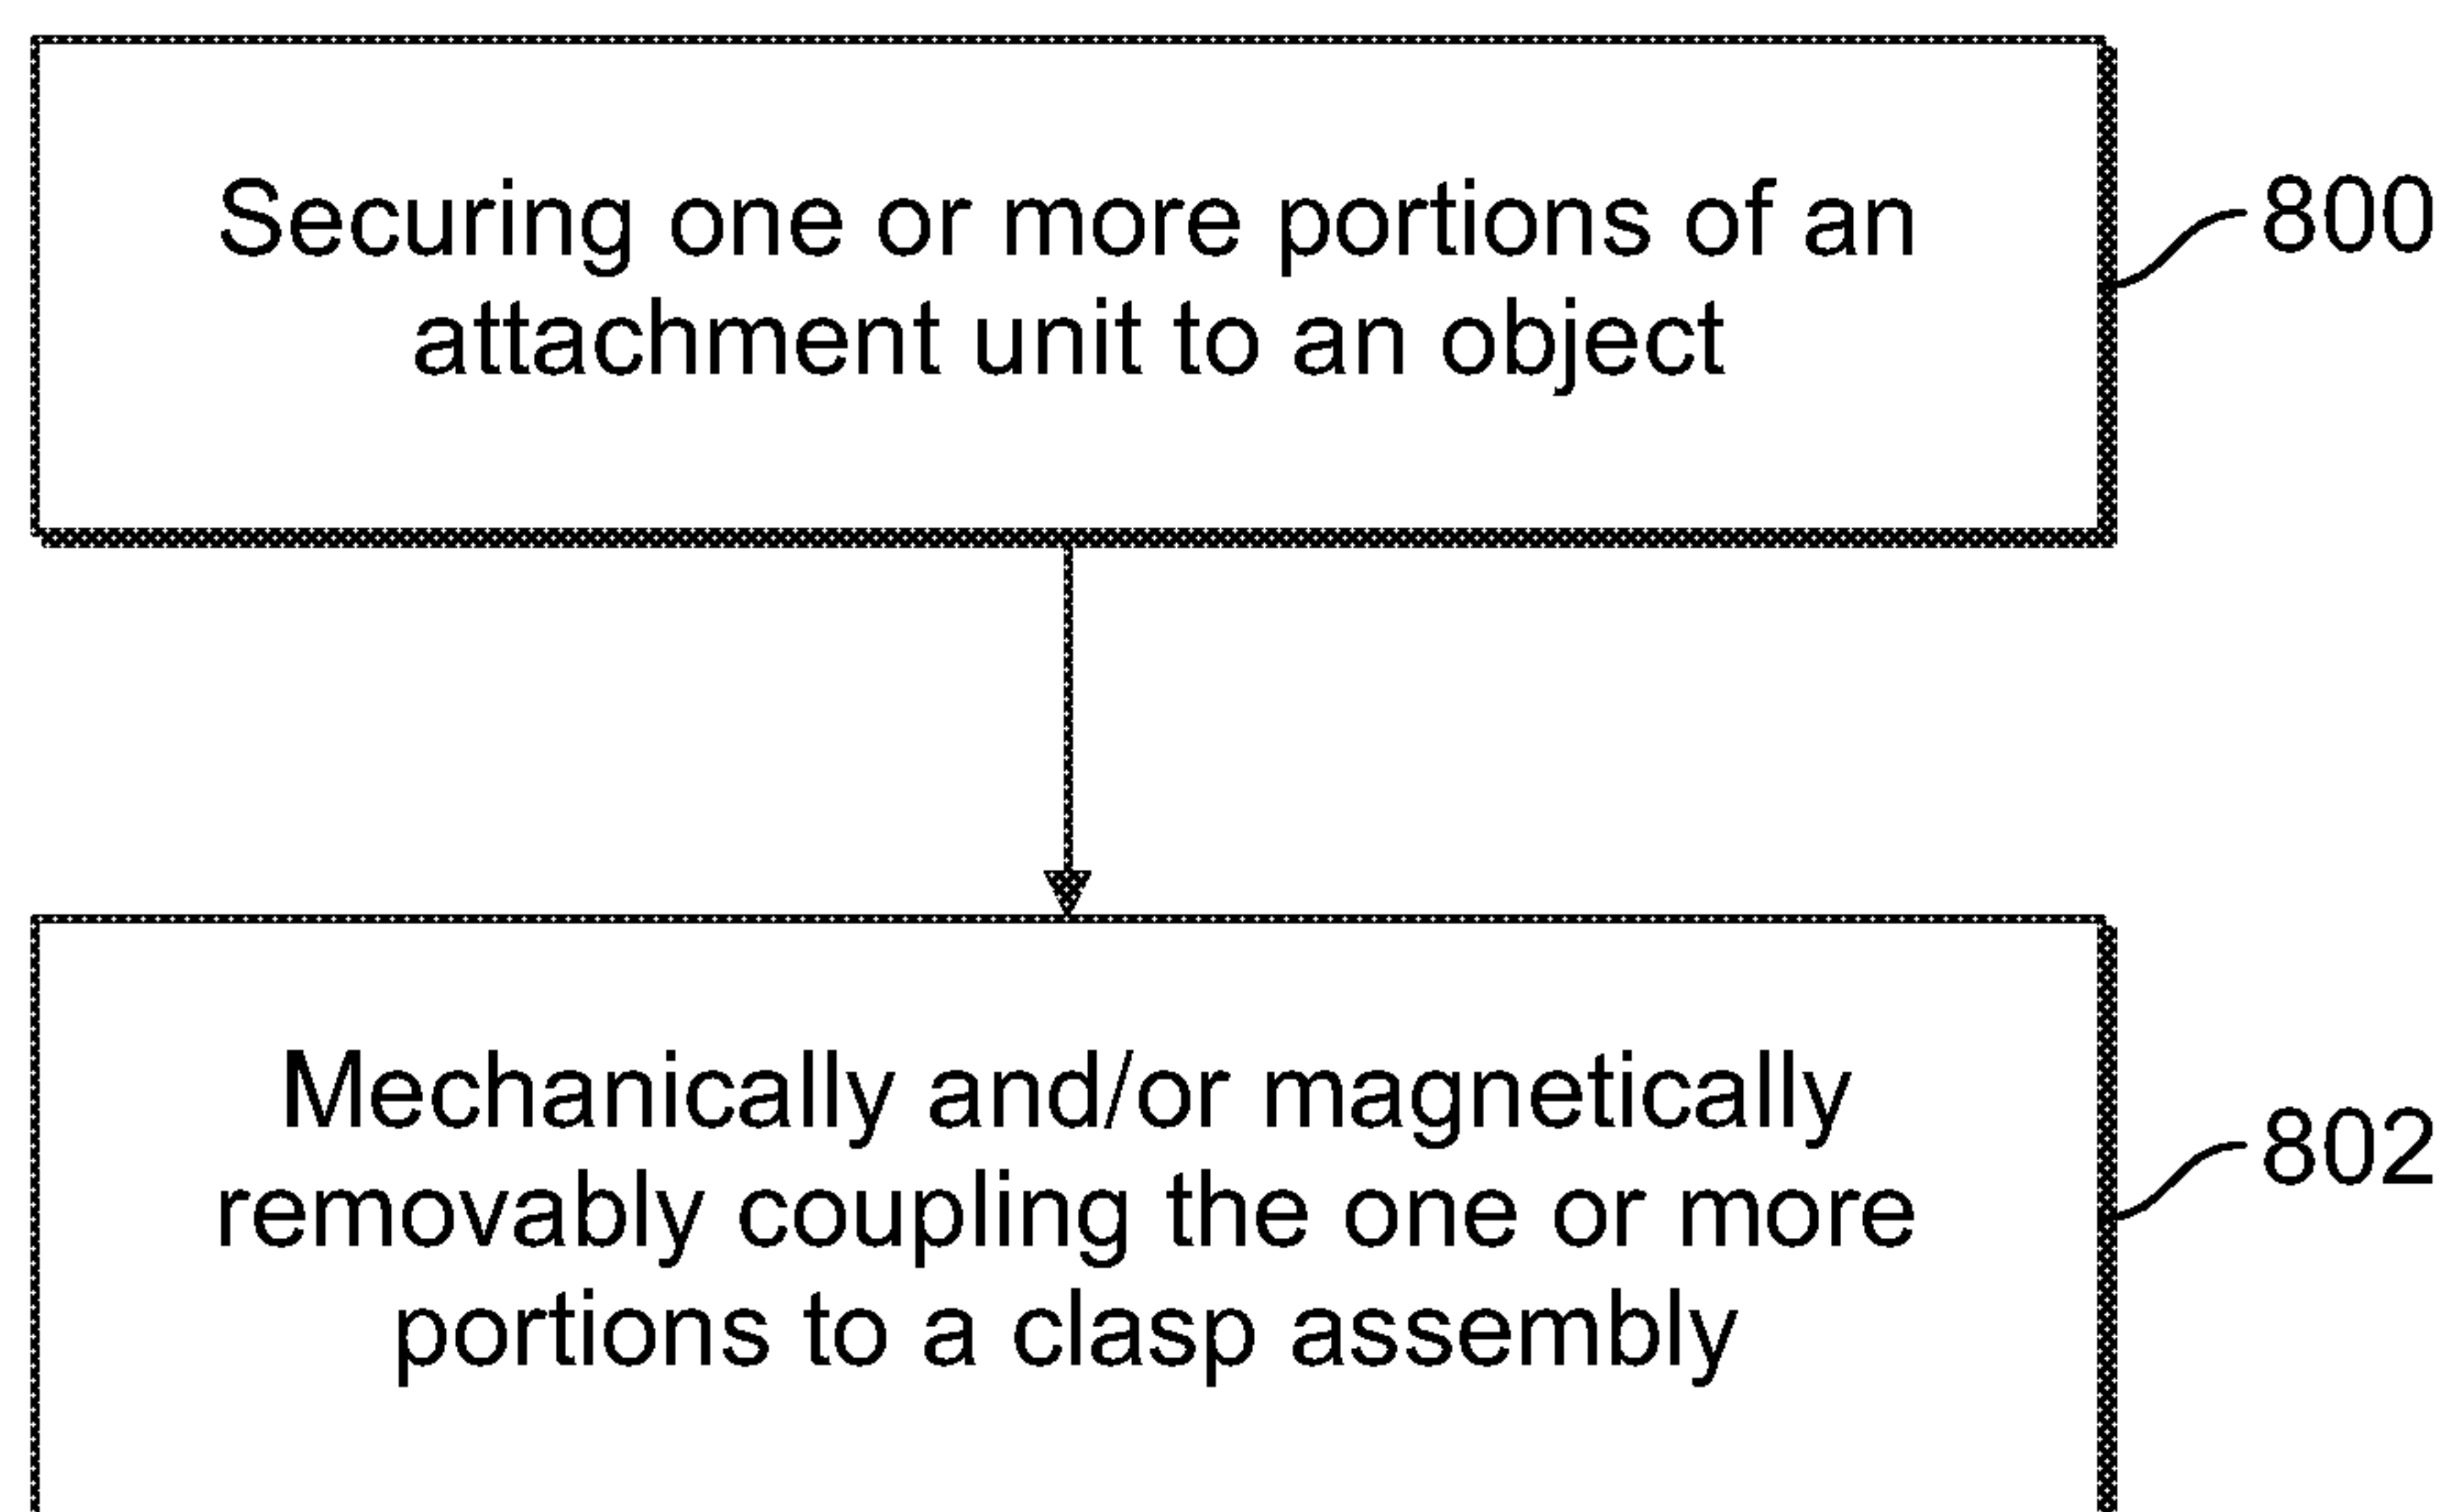 Securing one or more portions of an
attachment unit to an object
800
Mechanically and/or magnetically
removably coupling the one or more
portions to a clasp assembly
802